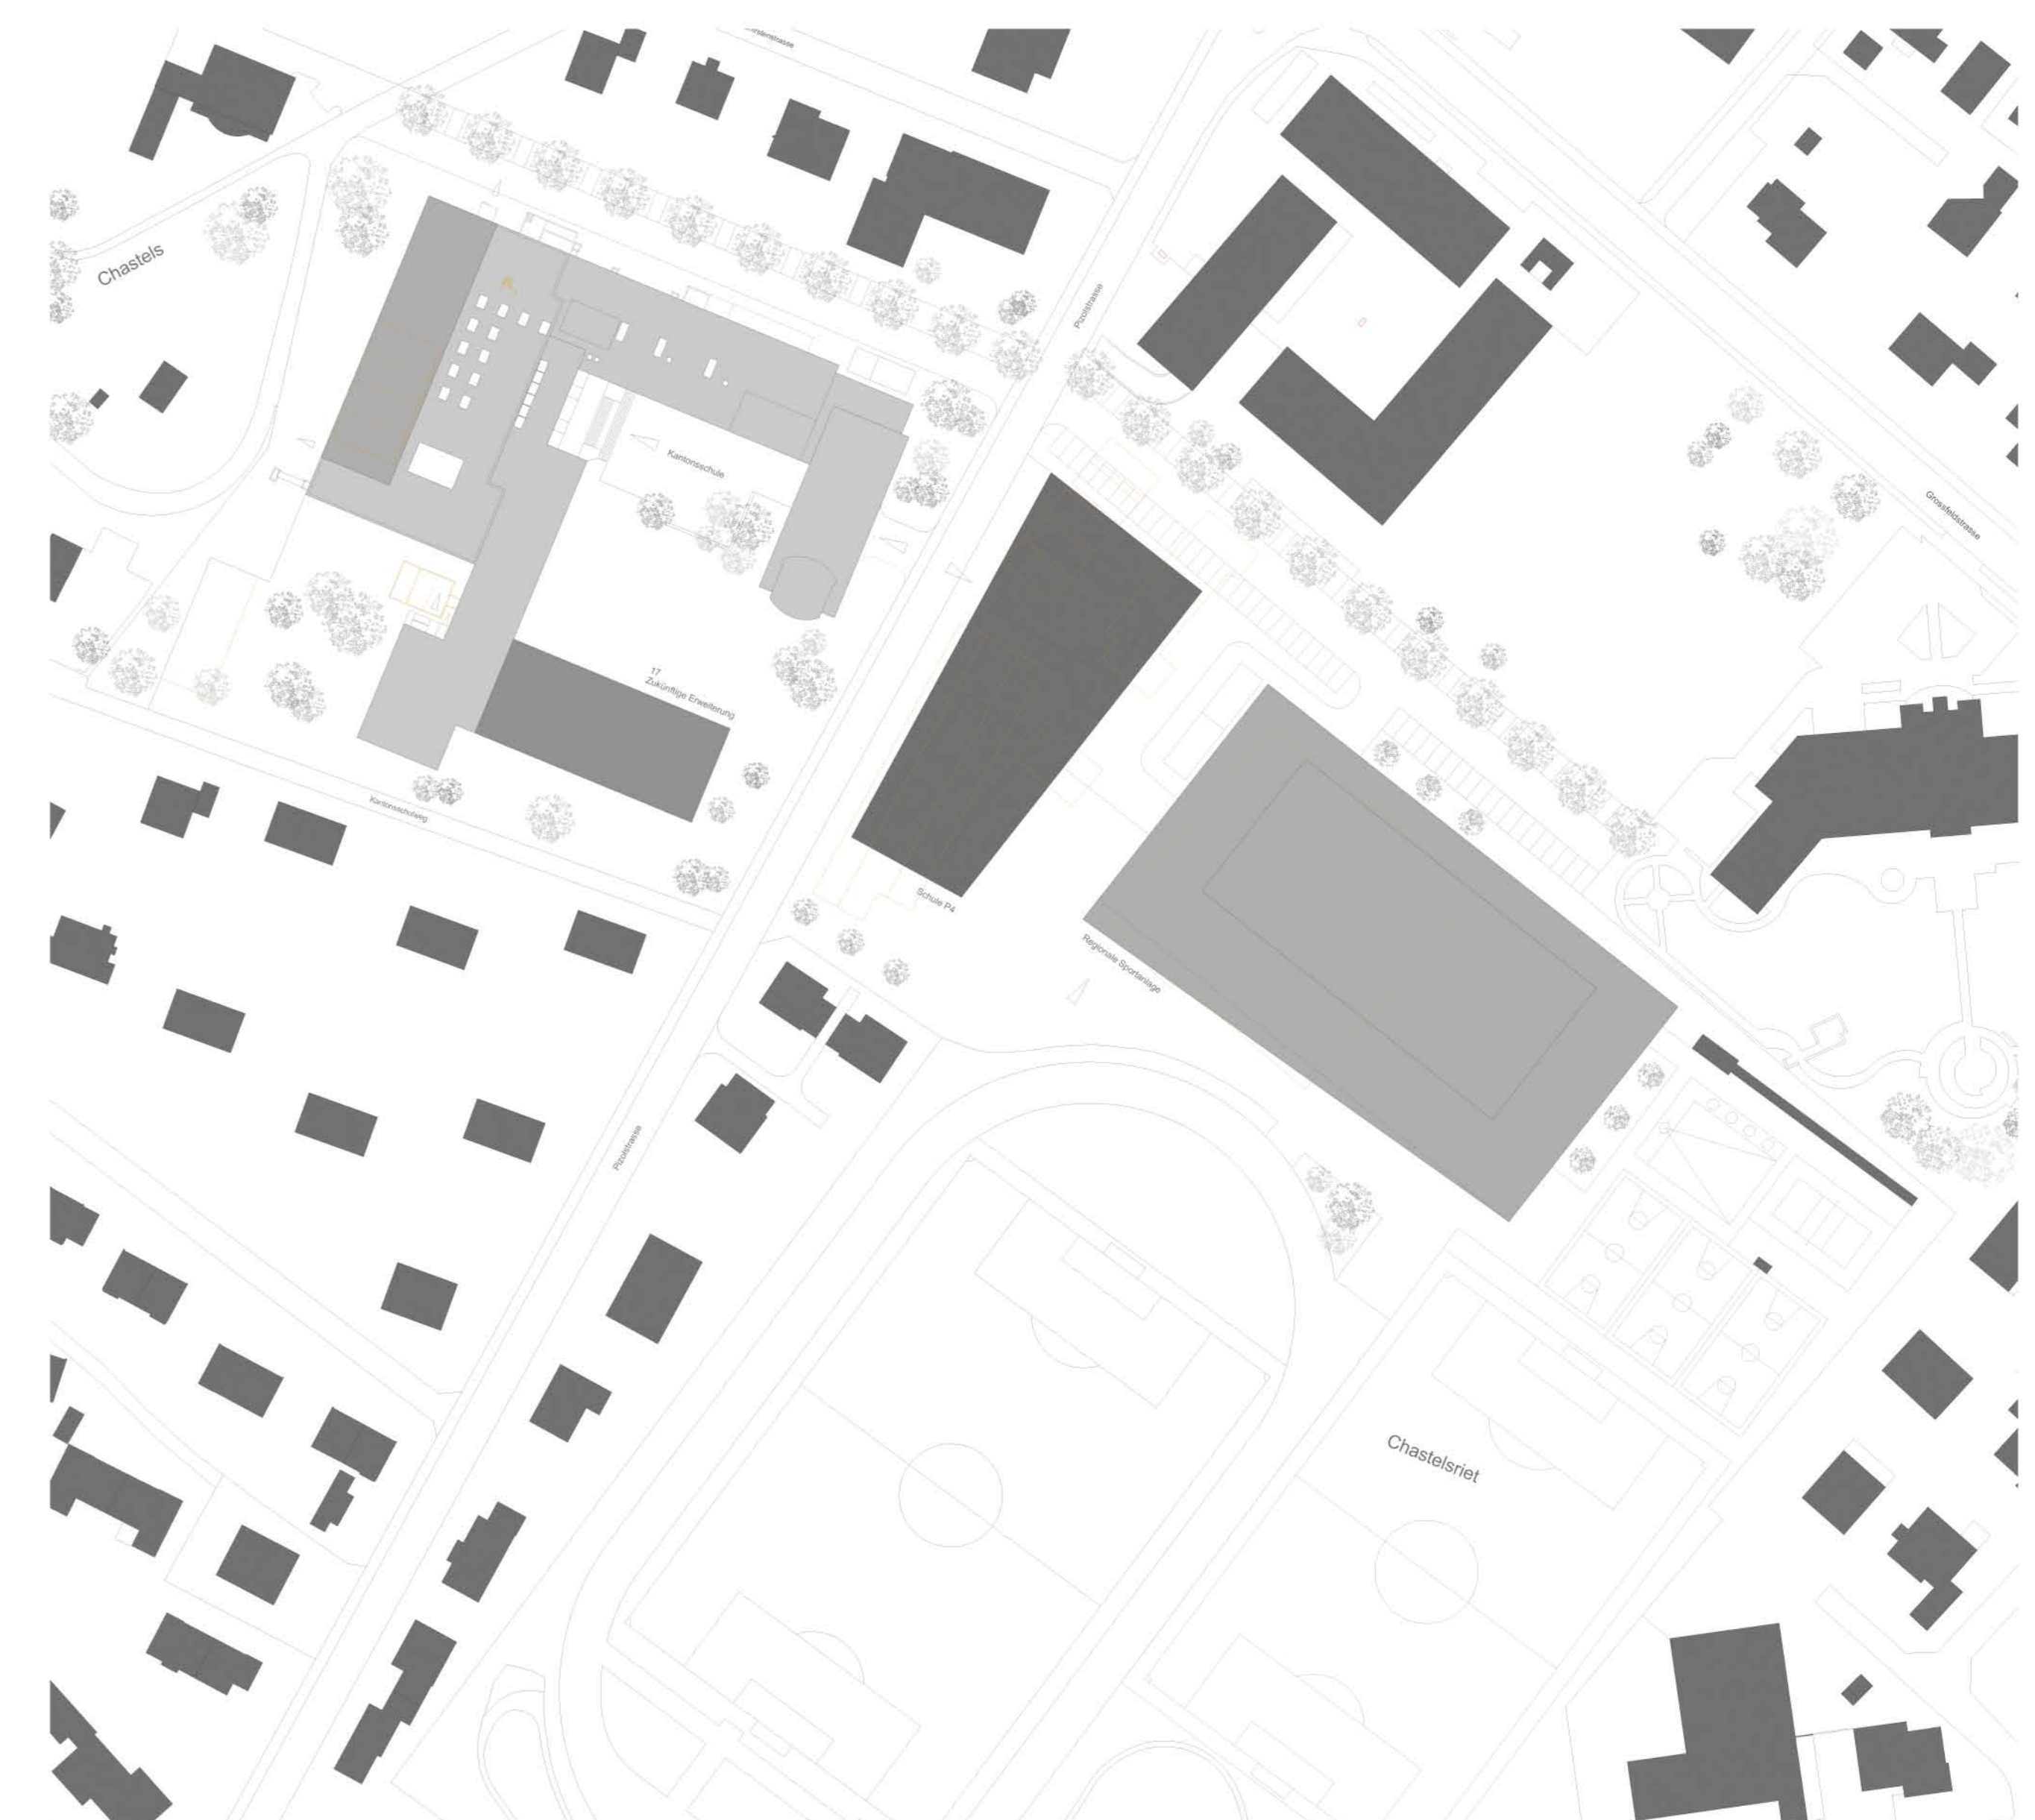 Chastels
Pizolstrasse
Kantonsschule
Grossfeldstrasse
17
Zukünftige Erweiterung
Kantonsschulweg
Schule P4
Regionale Sportanlage
Pizolstrasse
Chastelsriet